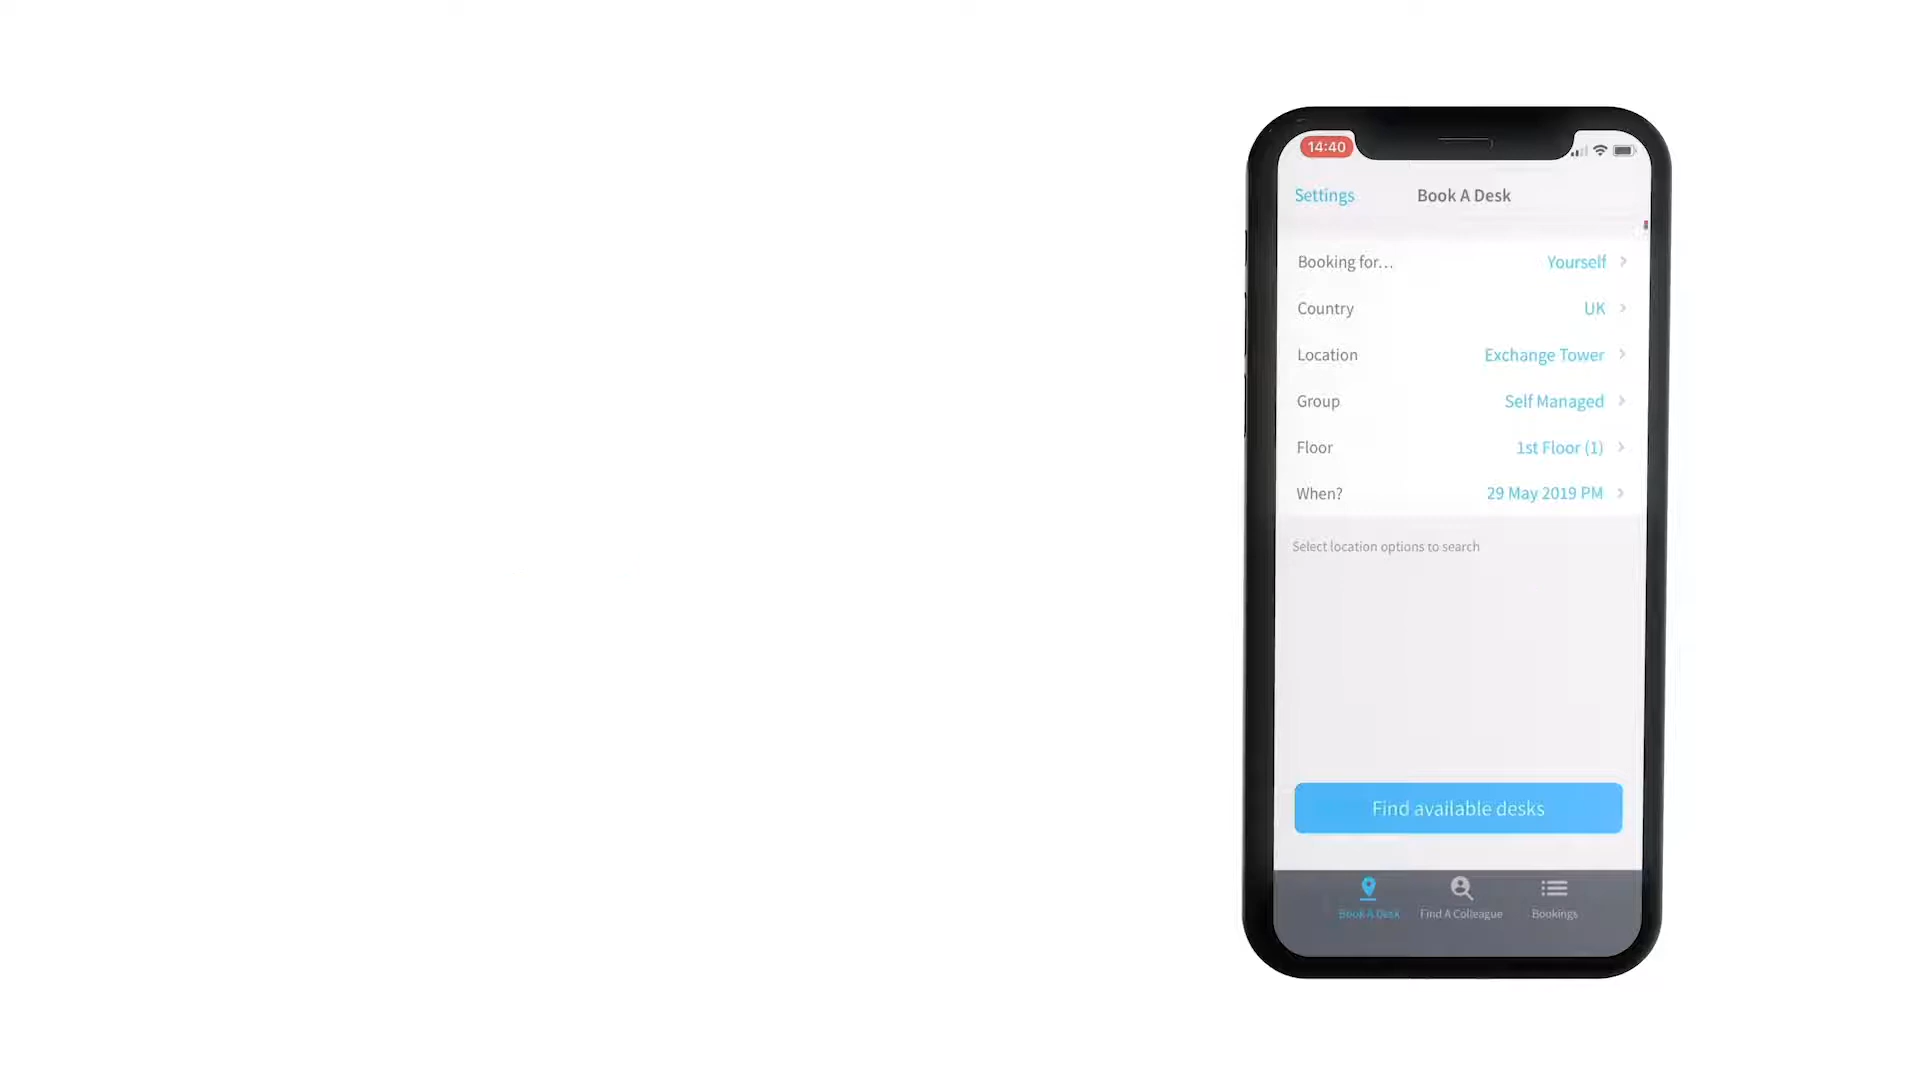 14:40
Settings
Book A Desk
Booking for...
Yourself
Country
UK
Location
Exchange Tower
Group
Self Managed
Floor
1st Floor (1)
When?
29 May 2019 PM
Select location options to search
Find available desks
Book A Desk
Find A Colleague
Bookings